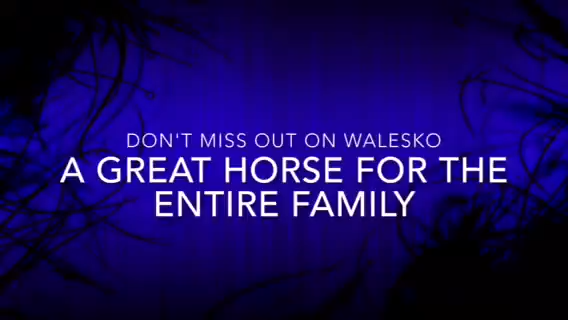 DON'T MISS OUT ON WALESKO
A GREAT HORSE FOR THE
ENTIRE FAMILY